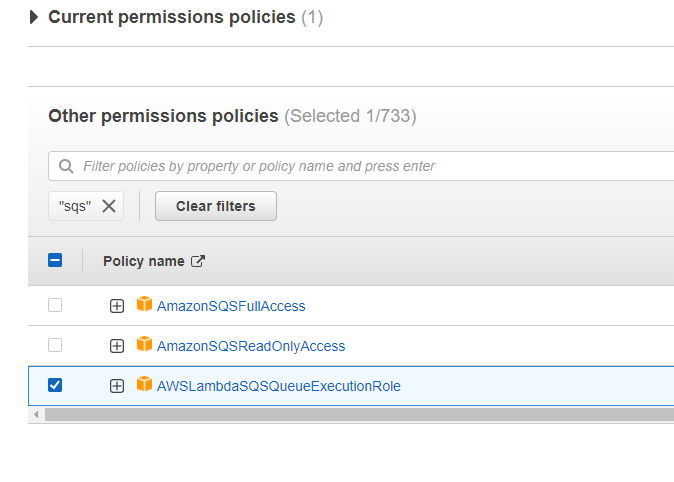 Current permissions policies (1)
Other permissions policies (Selected 1/733)
Filter policies by property or policy name and press enter
"sqs"
Clear filters
Policy name
AmazonSQSFullAccess
AmazonSQSReadOnlyAccess
AWSLambdaSQSQueueExecutionRole